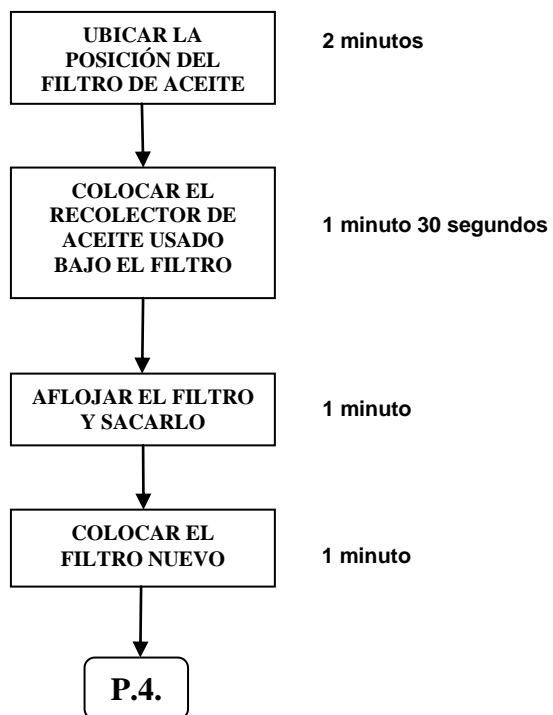 UBICAR LA
POSICIÓN DEL
FILTRO DE ACEITE
2 minutos
COLOCAR EL
RECOLECTOR DE
ACEITE USADO
BAJO EL FILTRO
1 minuto 30 segundos
AFLOJAR EL FILTRO
Y SACARLO
1 minuto
COLOCAR EL
FILTRO NUEVO
1 minuto
P.4.